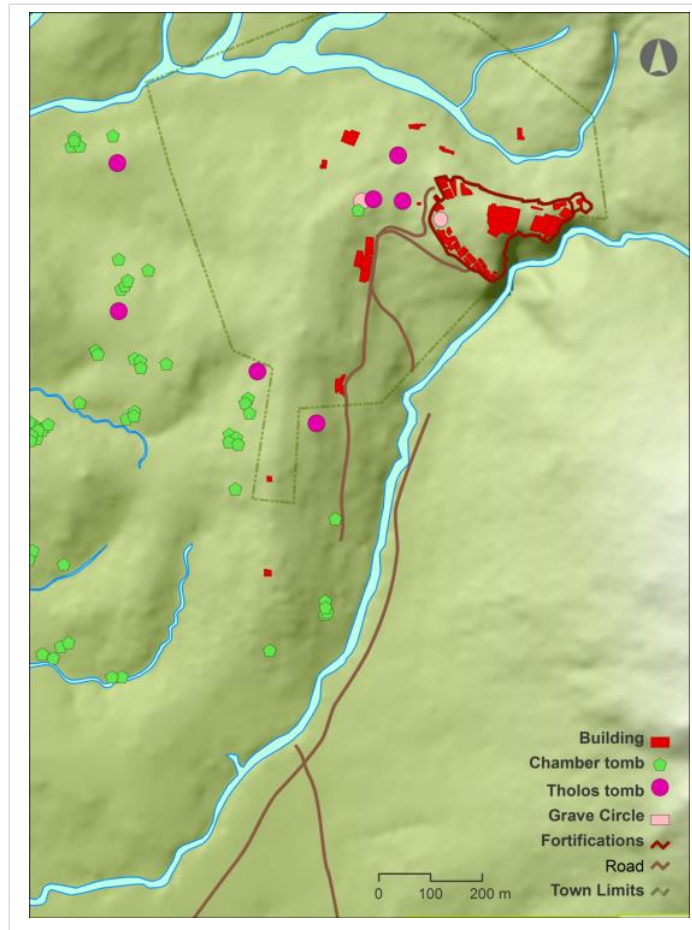 Building
Chamber tomb
Tholos tomb
Grave Circle
Fortifications
Road
Town Limits
0 100 200 m